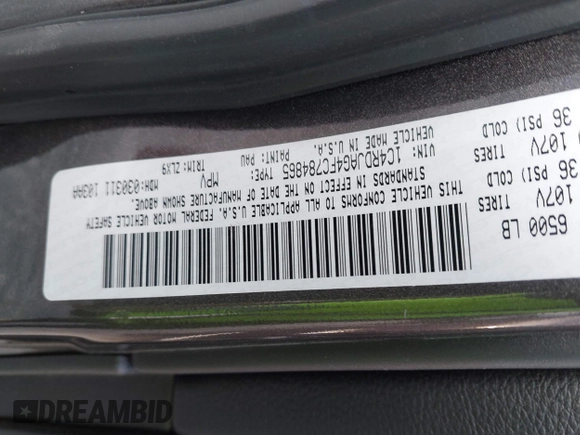 6500 LB
TIRES
107V
36 PSI) COLD
TIRES
107V
36 PSI) COLD
THIS VEHICLE CONFORMS TO ALL APPLICABLE U.S.A. FEDERAL MOTOR VEHICLE SAFETY
STANDARDS IN EFFECT ON THE DATE OF MANUFACTURE SHOWN ABOVE.
VIN: 1C4RDJAG4FC784865 TYPE: MPV MDH: 030311 103AAA
VEHICLE MADE IN U.S.A. PAINT: PAU TRIM: ZLX9
DREAMBID